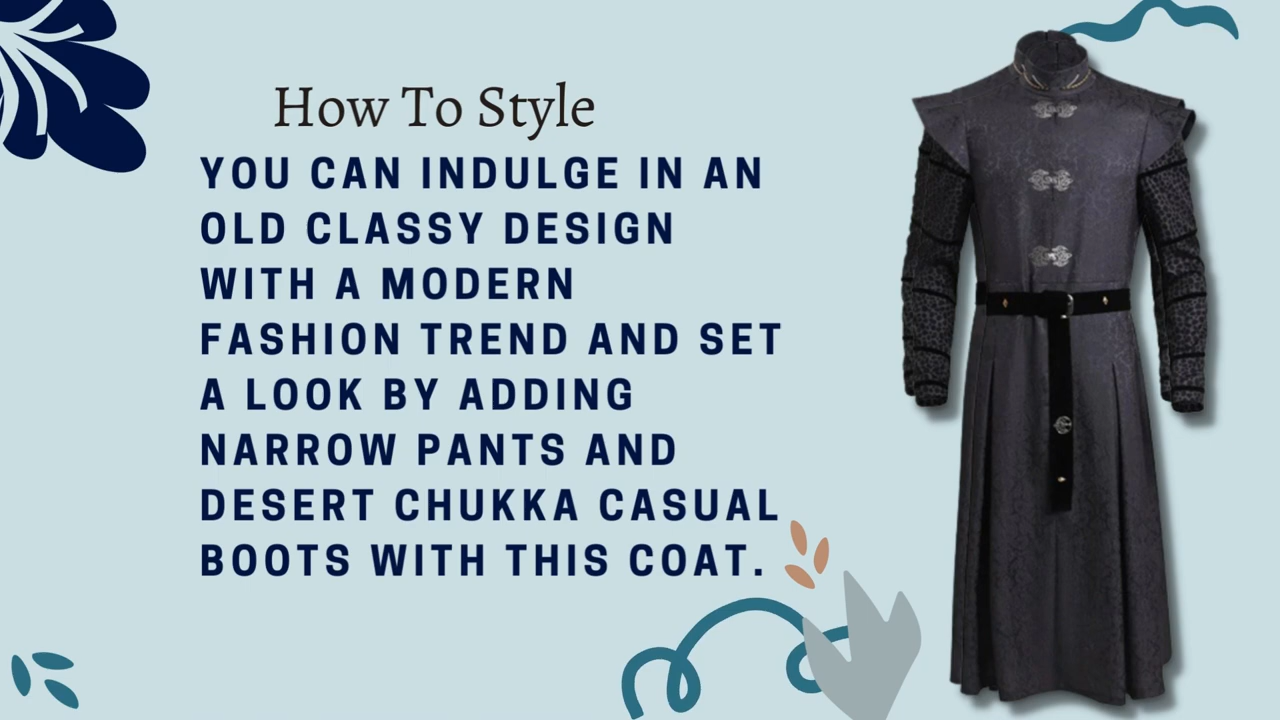 How To Style
YOU CAN INDULGE IN AN
OLD CLASSY DESIGN
WITH A MODERN
FASHION TREND AND SET
A LOOK BY ADDING
NARROW PANTS AND
DESERT CHUKKA CASUAL
BOOTS WITH THIS COAT.